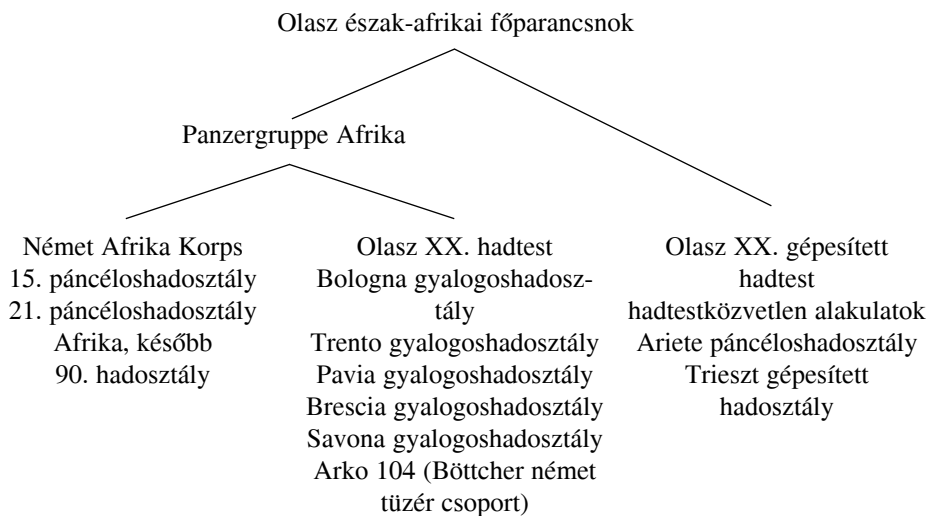 Olasz észak-afrikai főparancsnok
Panzergruppe Afrika
Német Afrika Korps
15. páncéloshadosztály
21. páncéloshadosztály
Afrika, később
90. hadosztály
Olasz XX. hadtest
Bologna gyalogoshadosz-
tály
Trento gyalogoshadosztály
Pavia gyalogoshadosztály
Brescia gyalogoshadosztály
Savona gyalogoshadosztály
Arko 104 (Böttcher német
tüzér csoport)
Olasz XX. gépesített
hadtest
hadtestközvetlen alakulatok
Ariete páncéloshadosztály
Trieszt gépesített
hadosztály